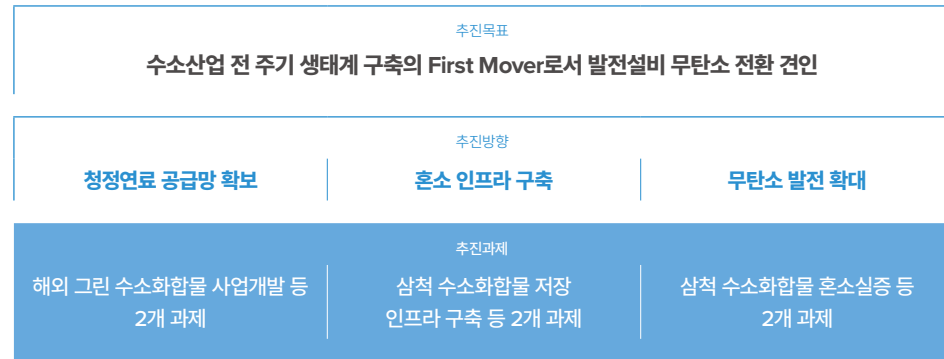 추진목표
수소산업 전 주기 생태계 구축의 First Mover로서 발전설비 무탄소 전환 견인
추진방향
청정연료 공급망 확보
혼소 인프라 구축
무탄소 발전 확대
추진과제
해외 그린 수소화합물 사업개발 등
2개 과제
삼척 수소화합물 저장
인프라 구축 등 2개 과제
삼척 수소화합물 혼소실증 등
2개 과제